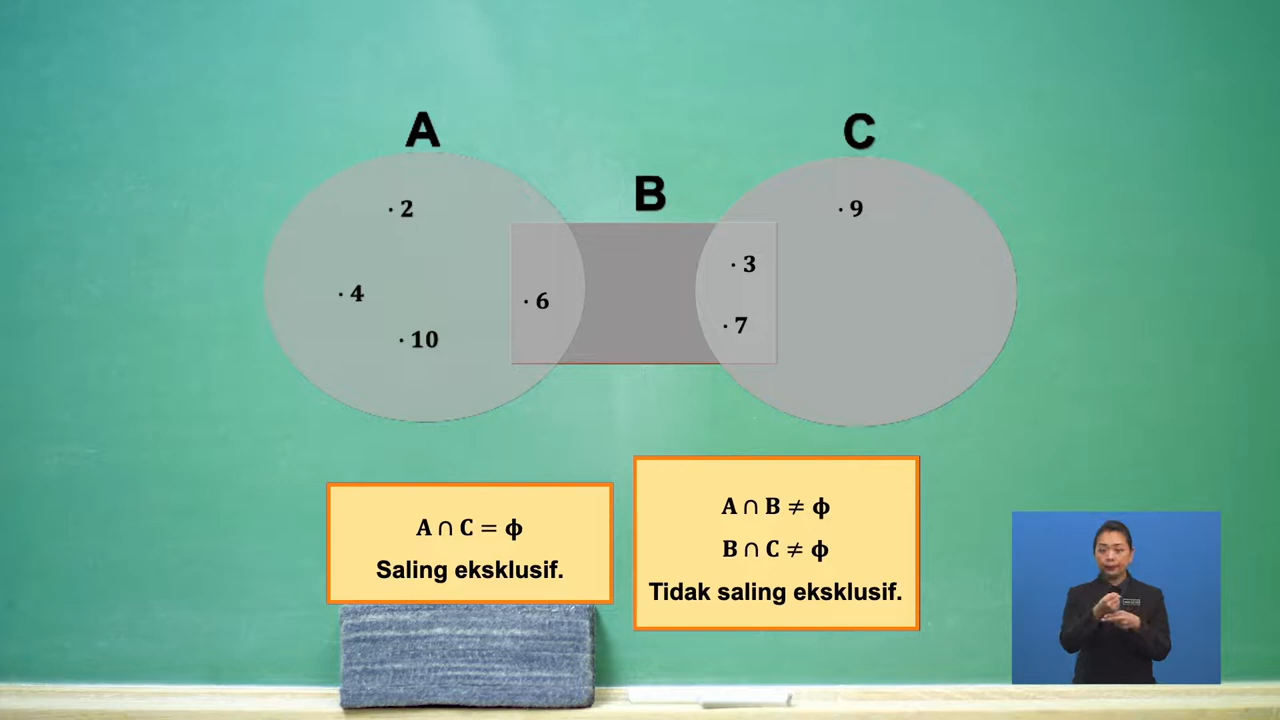 A
C
B
· 2
· 9
· 3
· 4
· 6
· 7
· 10
A ∩ C = ϕ
Saling eksklusif.
A ∩ B ≠ ϕ
B ∩ C ≠ ϕ
Tidak saling eksklusif.